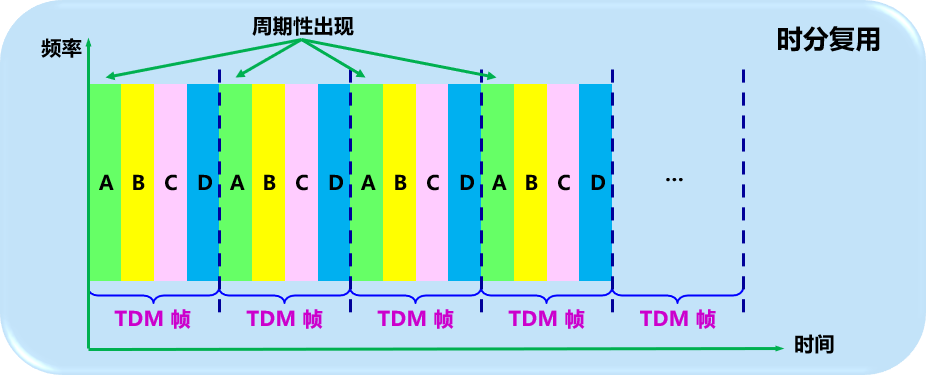 时分复用
周期性出现
频率
A B C D A B C D A B C D A B C D ...
TDM 帧 TDM 帧 TDM 帧 TDM 帧 TDM 帧
时间